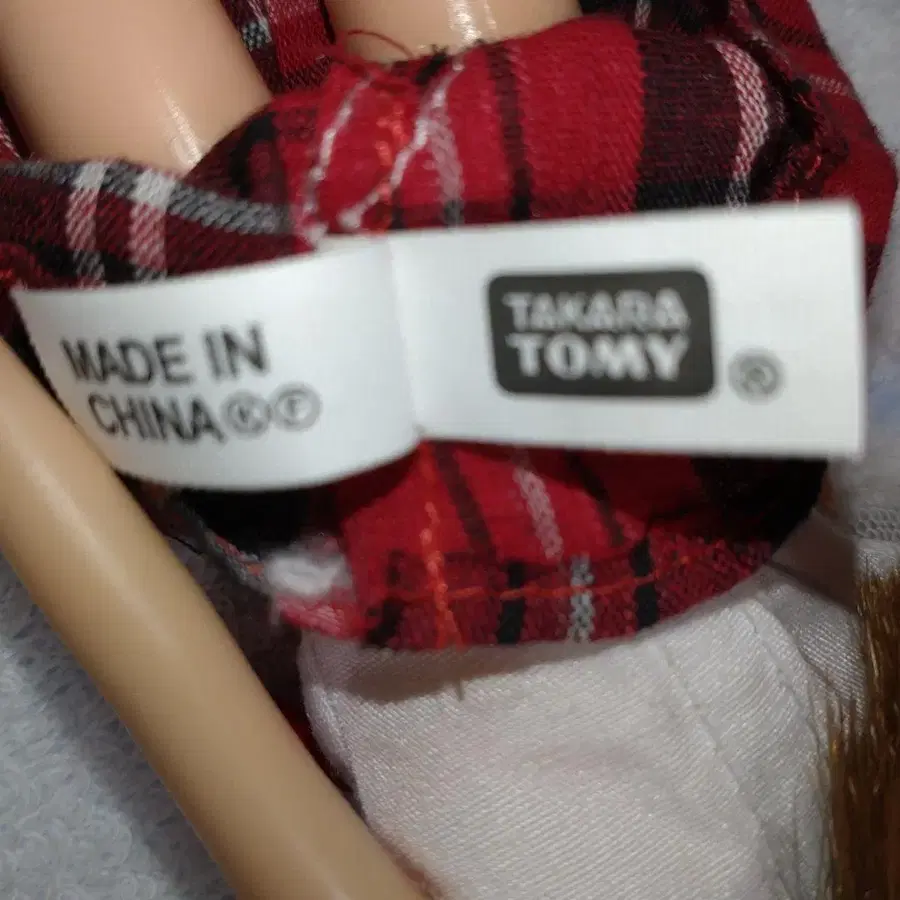 MADE IN
CHINA Ⓚ Ⓕ
TAKARA
TOMY ®